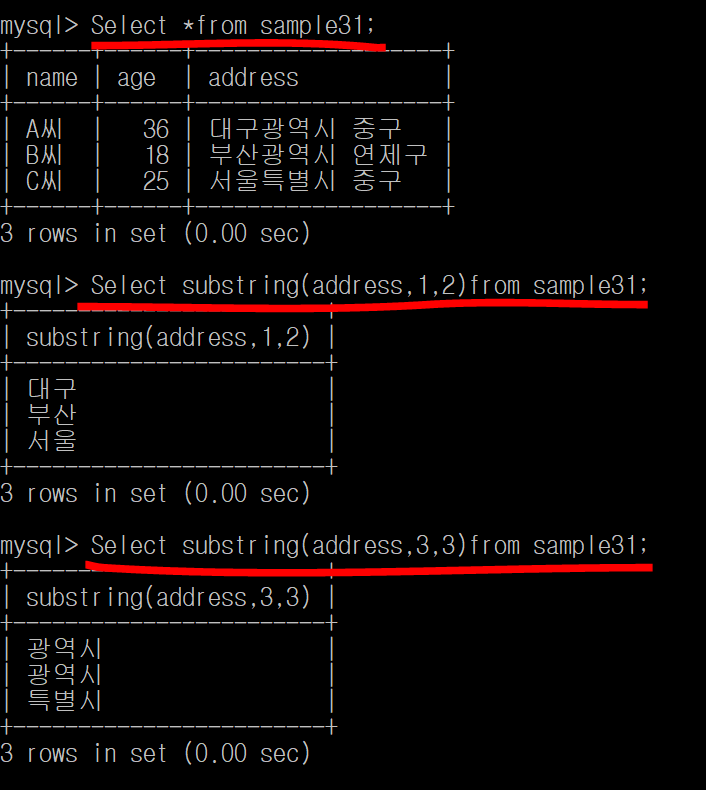 mysql> Select *from sample31;
+------+------+-------------------+
| name | age  | address           |
+------+------+-------------------+
| A씨  |   36 | 대구광역시 중구   |
| B씨  |   18 | 부산광역시 연제구 |
| C씨  |   25 | 서울특별시 중구   |
+------+------+-------------------+
3 rows in set (0.00 sec)
mysql> Select substring(address,1,2)from sample31;
+------------------------+
| substring(address,1,2) |
+------------------------+
| 대구                   |
| 부산                   |
| 서울                   |
+------------------------+
3 rows in set (0.00 sec)
mysql> Select substring(address,3,3)from sample31;
+------------------------+
| substring(address,3,3) |
+------------------------+
| 광역시                 |
| 광역시                 |
| 특별시                 |
+------------------------+
3 rows in set (0.00 sec)